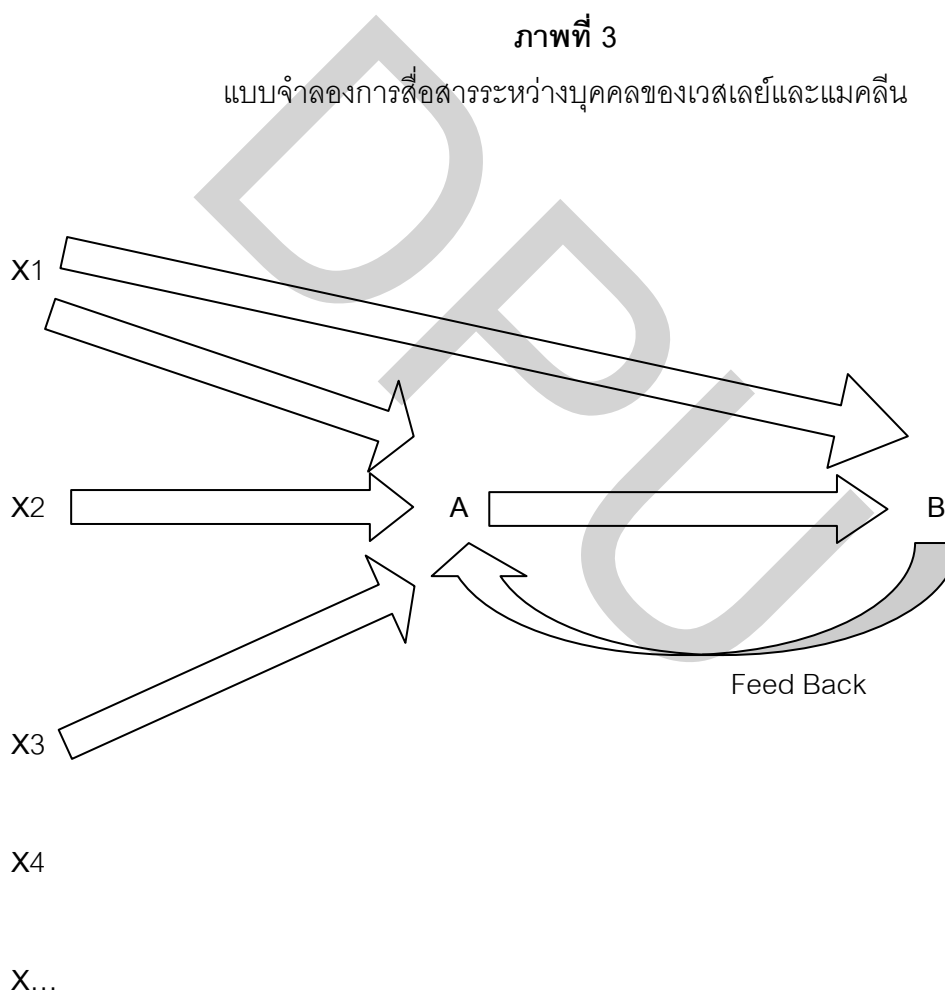 ภาพที่ 3
แบบจำลองการสื่อสารระหว่างบุคคลของเวสเลย์และแมคลีน
X1
X2 A B
Feed Back
X3
X4
X...
DPU